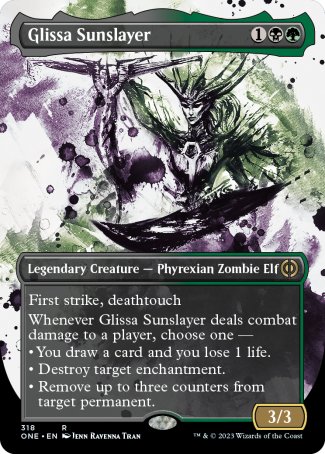 Glissa Sunslayer 1
Legendary Creature — Phyrexian Zombie Elf
First strike, deathtouch
Whenever Glissa Sunslayer deals combat
damage to a player, choose one —
• You draw a card and you lose 1 life.
• Destroy target enchantment.
• Remove up to three counters from
target permanent.
3/3
318 R
ONE • EN Jenn Ravenna Tran
™ & © 2023 Wizards of the Coast